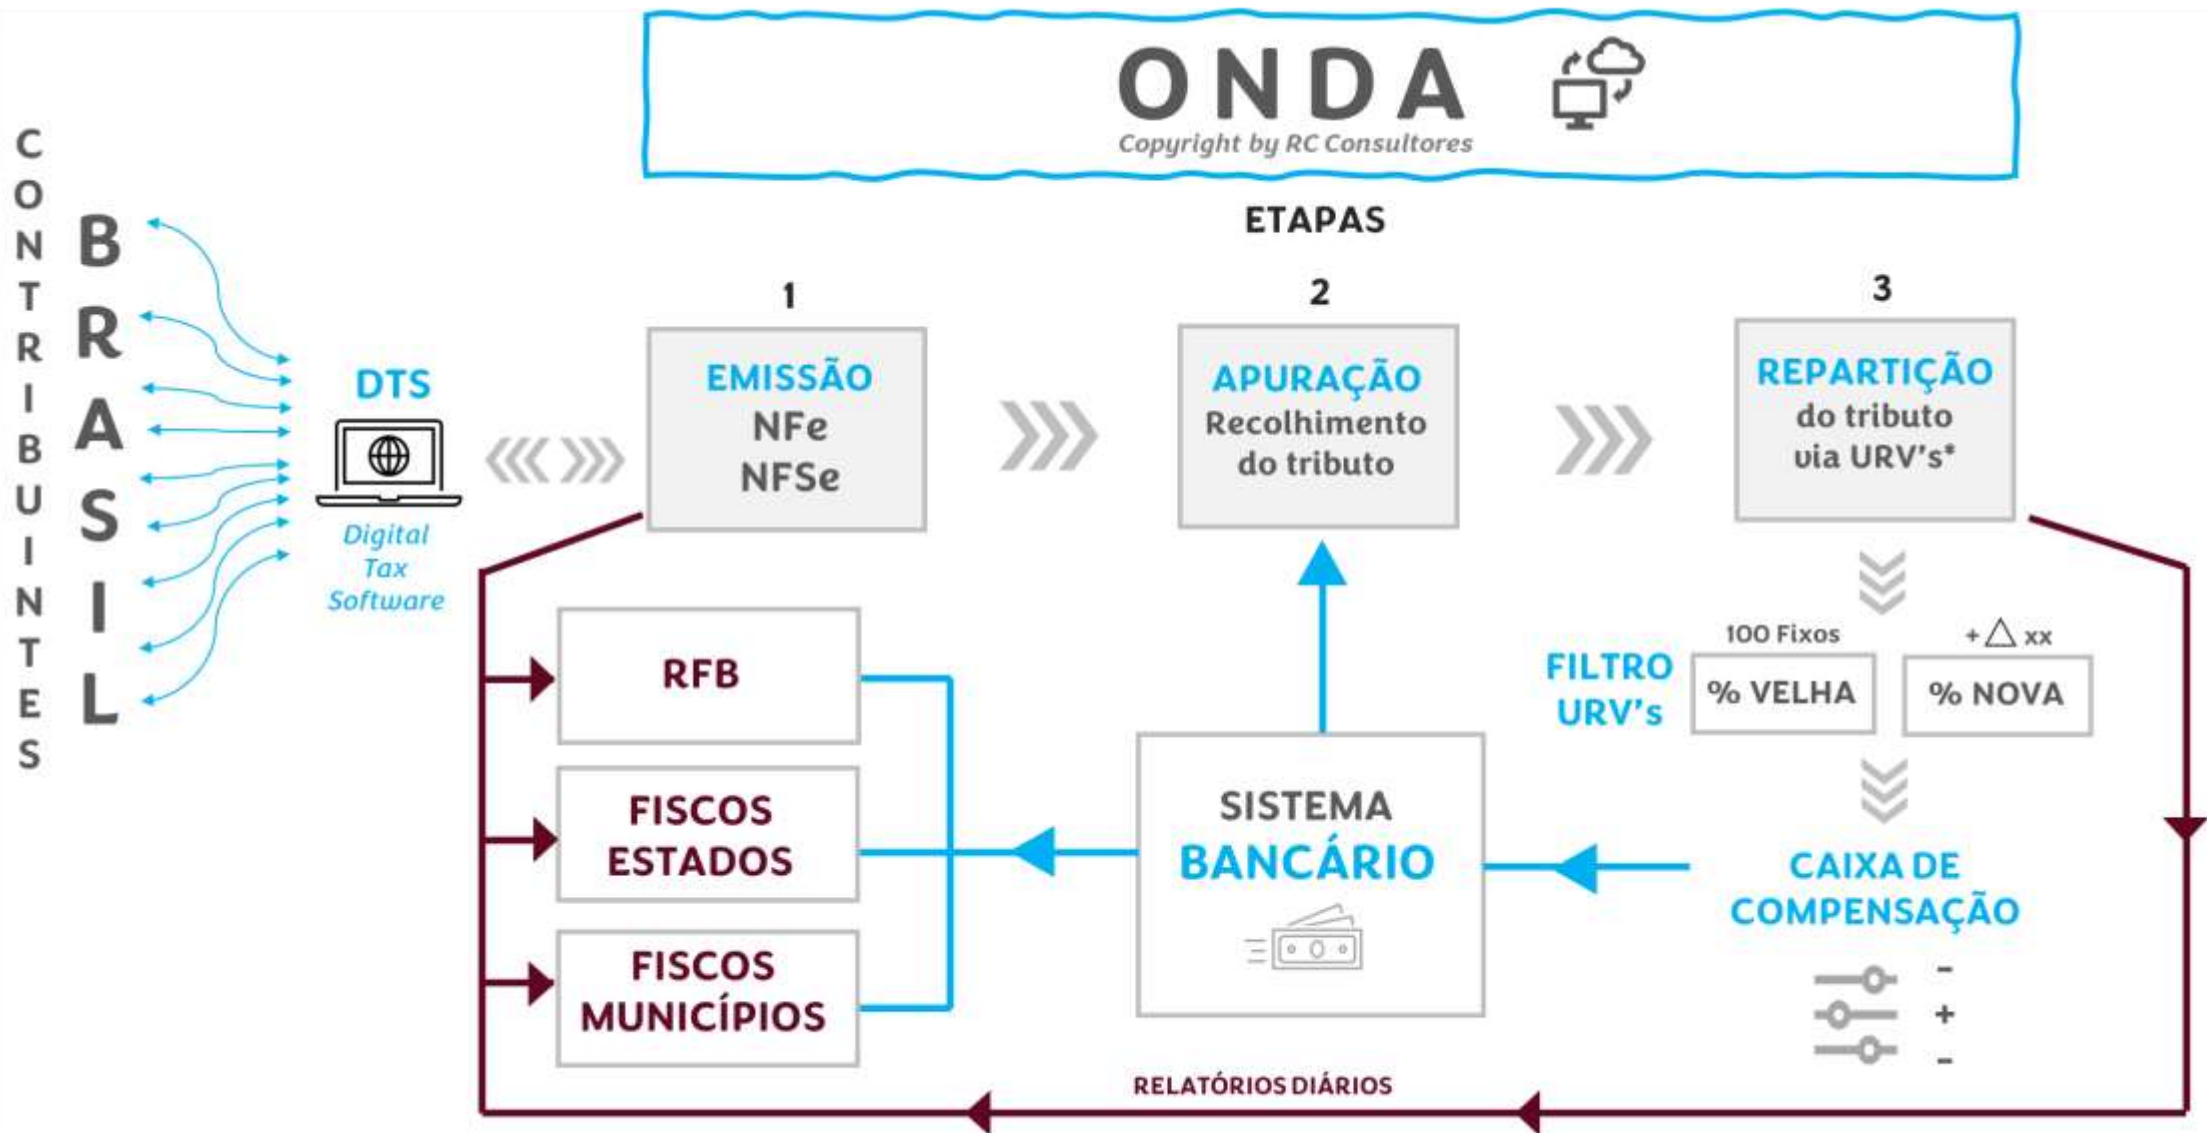 ONDA
Copyright by RC Consultores
CONTRIBUINTES
BRASIL
ETAPAS
DTS
Digital
Tax
Software
1
EMISSÃO
NFe
NFSe
2
APURAÇÃO
Recolhimento
do tributo
3
REPARTIÇÃO
do tributo
via URV's*
FILTRO
URV's
100 Fixos
% VELHA
+ △ xx
% NOVA
CAIXA DE
COMPENSAÇÃO
-
+
-
SISTEMA
BANCÁRIO
RFB
FISCOS
ESTADOS
FISCOS
MUNICÍPIOS
RELATÓRIOS DIÁRIOS